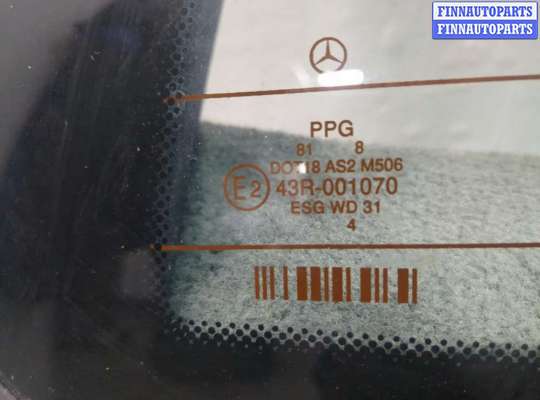 FINNAUTOPARTS
FINNAUTOPARTS
PPG
81 8
DOT18 AS2 M506
E2 43R-001070
ESG WD 31
4